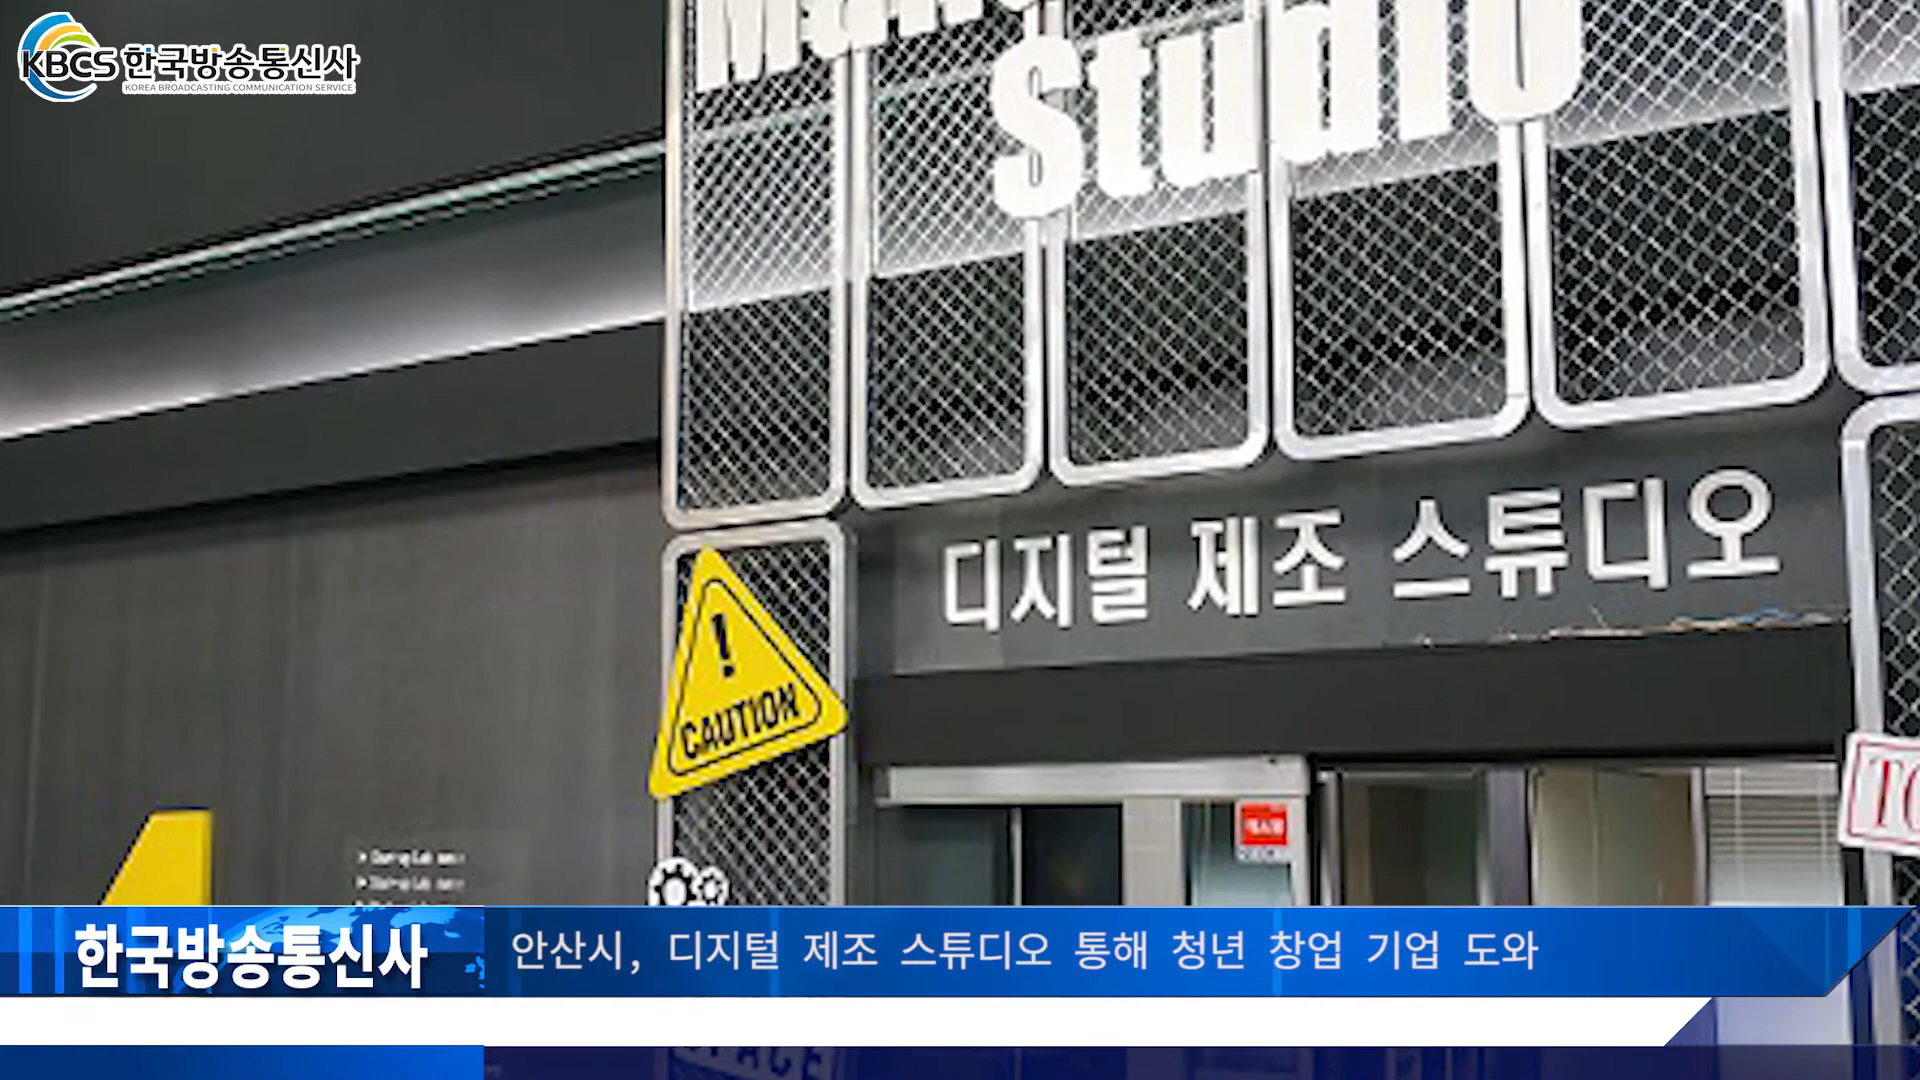 KBCS 한국방송통신사
KOREA BROADCASTING COMMUNICATION SERVICE
Studio
디지털 제조 스튜디오
!
CAUTION
한국방송통신사
안산시, 디지털 제조 스튜디오 통해 청년 창업 기업 도와